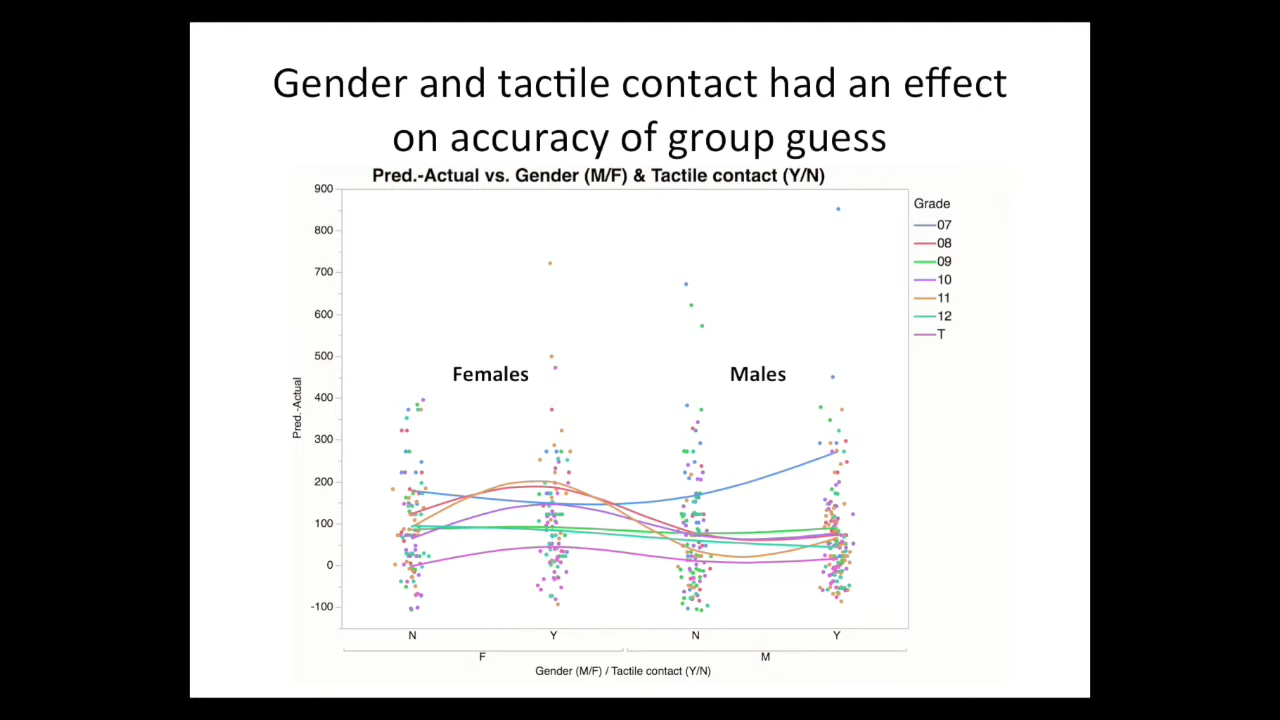 Gender and tactile contact had an effect
on accuracy of group guess
Pred.-Actual vs. Gender (M/F) & Tactile contact (Y/N)
900
800
700
600
500
400
300
200
100
0
-100
Pred.-Actual
Females
Males
Grade
07
08
09
10
11
12
T
N
Y
N
Y
F
M
Gender (M/F) / Tactile contact (Y/N)